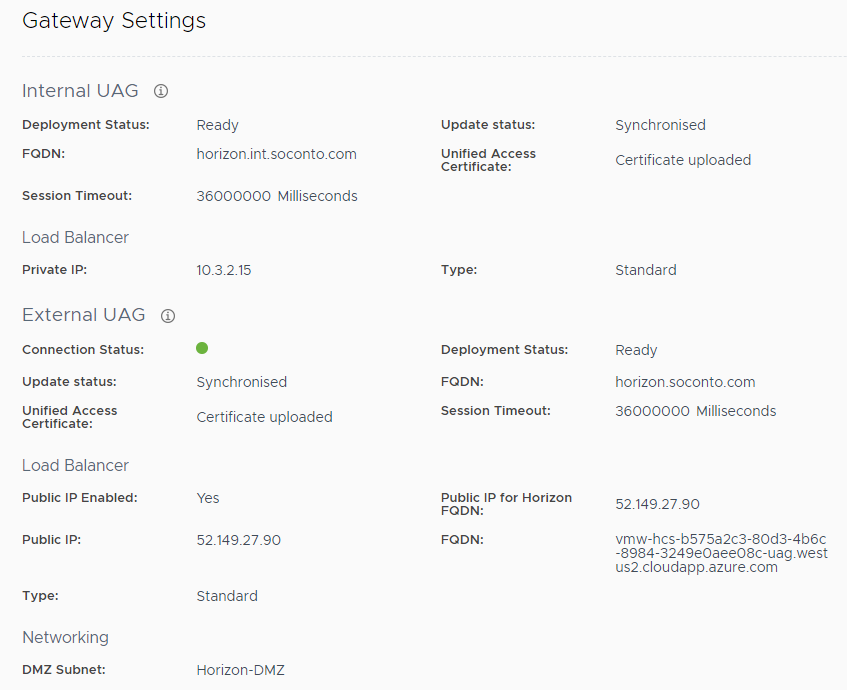 Gateway Settings
Internal UAG
Deployment Status: Ready Update status: Synchronised
FQDN: horizon.int.soconto.com Unified Access
Certificate: Certificate uploaded
Session Timeout: 36000000 Milliseconds
Load Balancer
Private IP: 10.3.2.15 Type: Standard
External UAG
Connection Status: Deployment Status: Ready
Update status: Synchronised FQDN: horizon.soconto.com
Unified Access
Certificate: Certificate uploaded Session Timeout: 36000000 Milliseconds
Load Balancer
Public IP Enabled: Yes Public IP for Horizon
FQDN: 52.149.27.90
Public IP: 52.149.27.90 FQDN: vmw-hcs-b575a2c3-80d3-4b6c
-8984-3249e0aee08c-uag.west
us2.cloudapp.azure.com
Type: Standard
Networking
DMZ Subnet: Horizon-DMZ